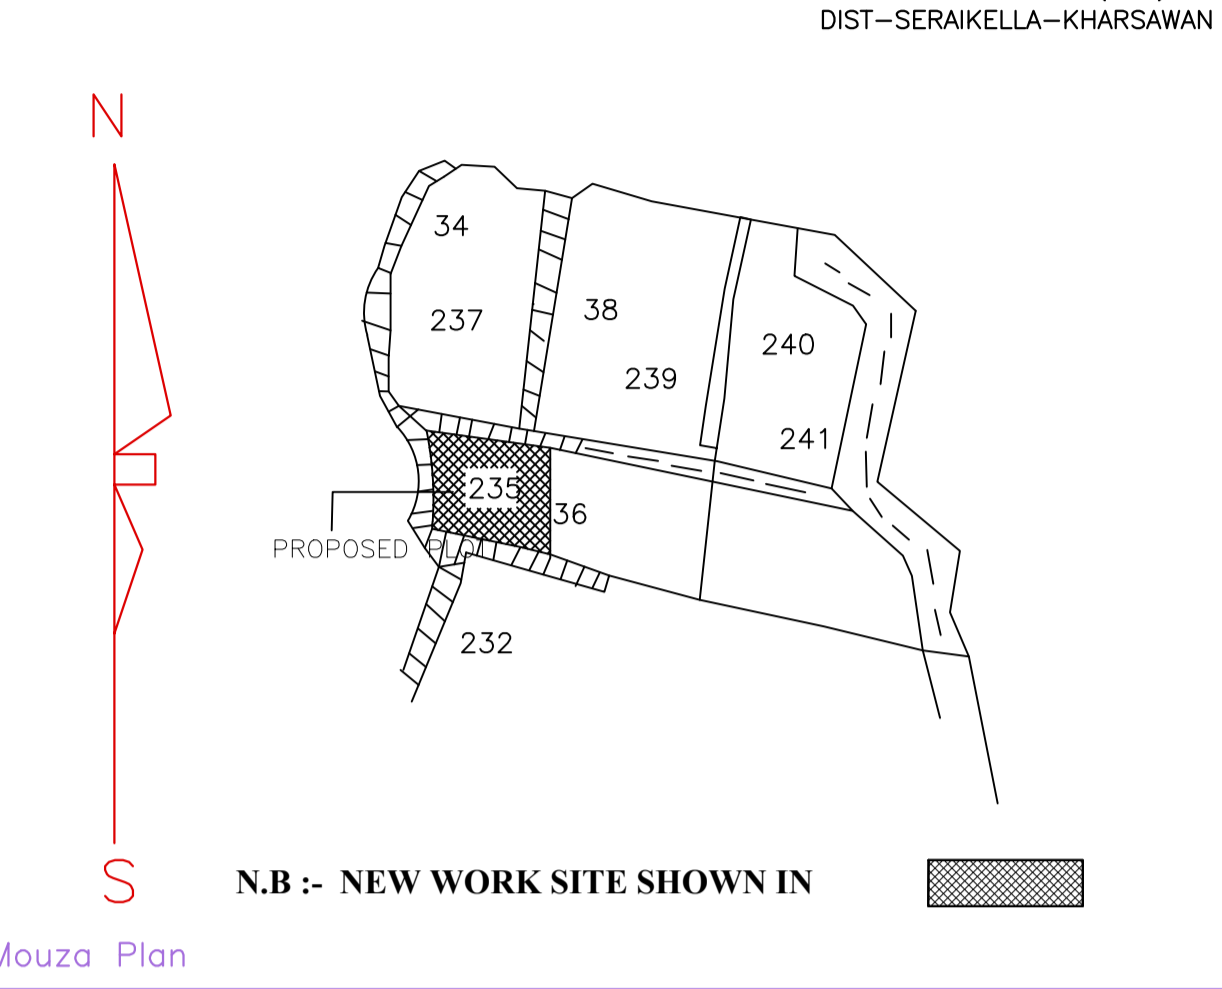 DIST-SERAIKELLA-KHARSAWAN
N
34
38
237
240
239
241
235
36
PROPOSED PLOT
232
S
N.B :- NEW WORK SITE SHOWN IN
Mouza Plan